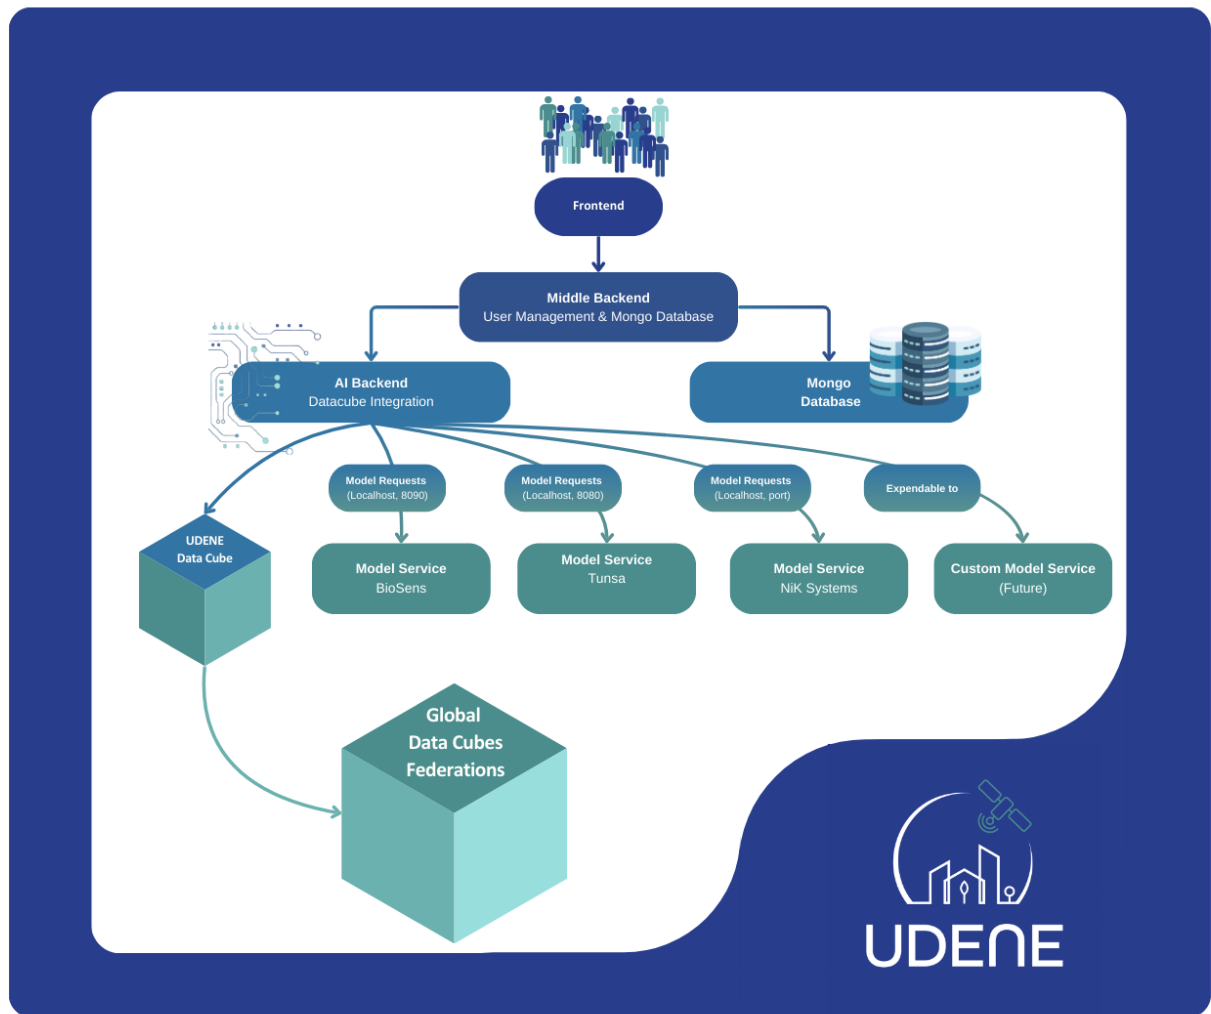 Frontend
Middle Backend
User Management & Mongo Database
AI Backend
Datacube Integration
Mongo
Database
Model Requests
(Localhost, 8090)
Model Requests
(Localhost, 8080)
Model Requests
(Localhost, port)
Expendable to
UDENE
Data Cube
Model Service
BioSens
Model Service
Tunsa
Model Service
NiK Systems
Custom Model Service
(Future)
Global
Data Cubes
Federations
UDENE